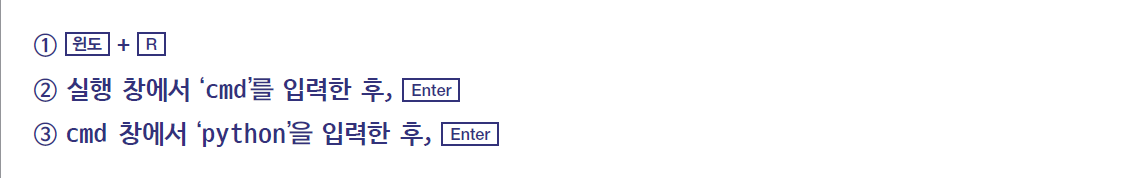 ① 윈도 + R
② 실행 창에서 ‘cmd’를 입력한 후, Enter
③ cmd 창에서 ‘python’을 입력한 후, Enter